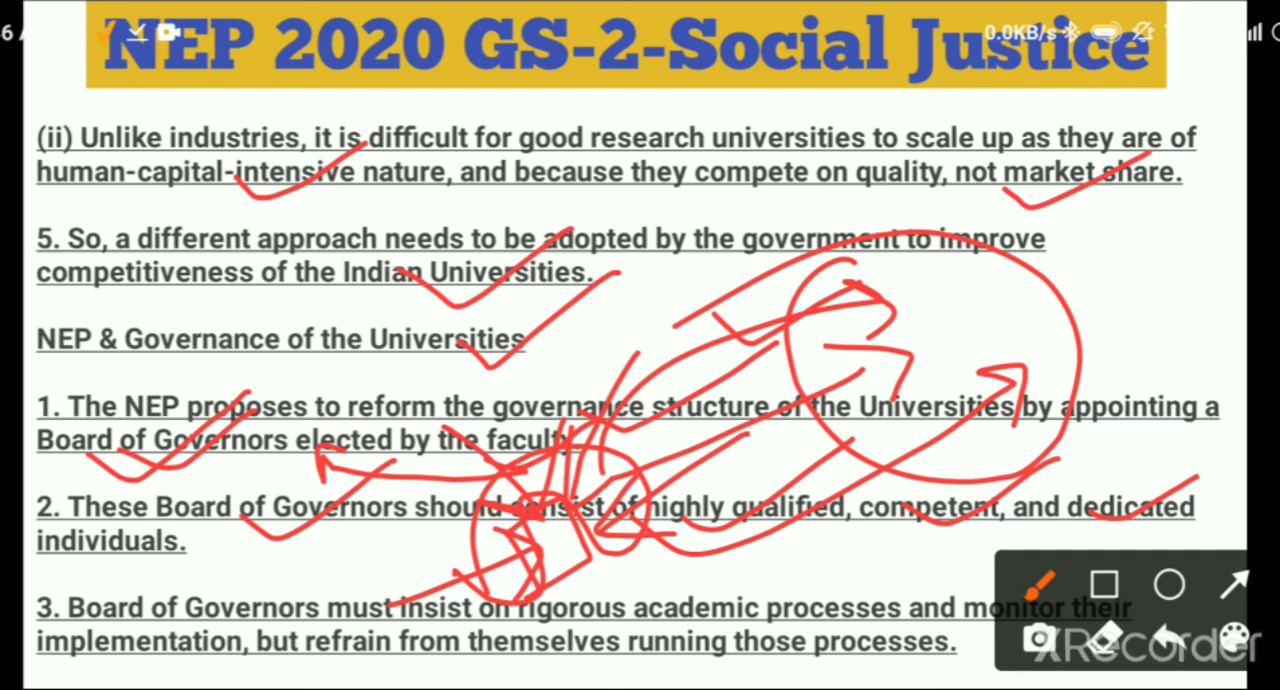 6
NEP 2020 GS-2-Social Justice
0.0KB/s
(ii) Unlike industries, it is difficult for good research universities to scale up as they are of
human-capital-intensive nature, and because they compete on quality, not market share.
5. So, a different approach needs to be adopted by the government to improve
competitiveness of the Indian Universities.
NEP & Governance of the Universities
1. The NEP proposes to reform the governance structure of the Universities by appointing a
Board of Governors elected by the faculty.
2. These Board of Governors should consist of highly qualified, competent, and dedicated
individuals.
3. Board of Governors must insist on rigorous academic processes and monitor their
implementation, but refrain from themselves running those processes.
XRecorder